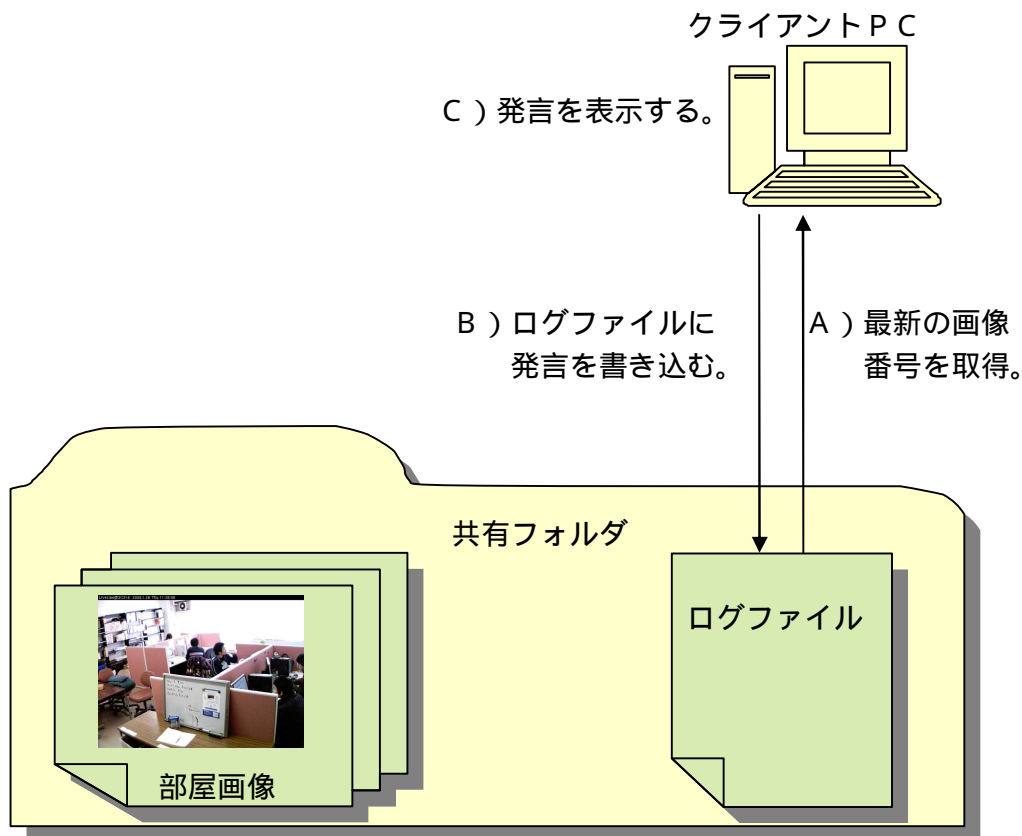 クライアントＰＣ
Ｃ）発言を表示する。
Ｂ）ログファイルに
発言を書き込む。
Ａ）最新の画像
番号を取得。
共有フォルダ
ログファイル
部屋画像